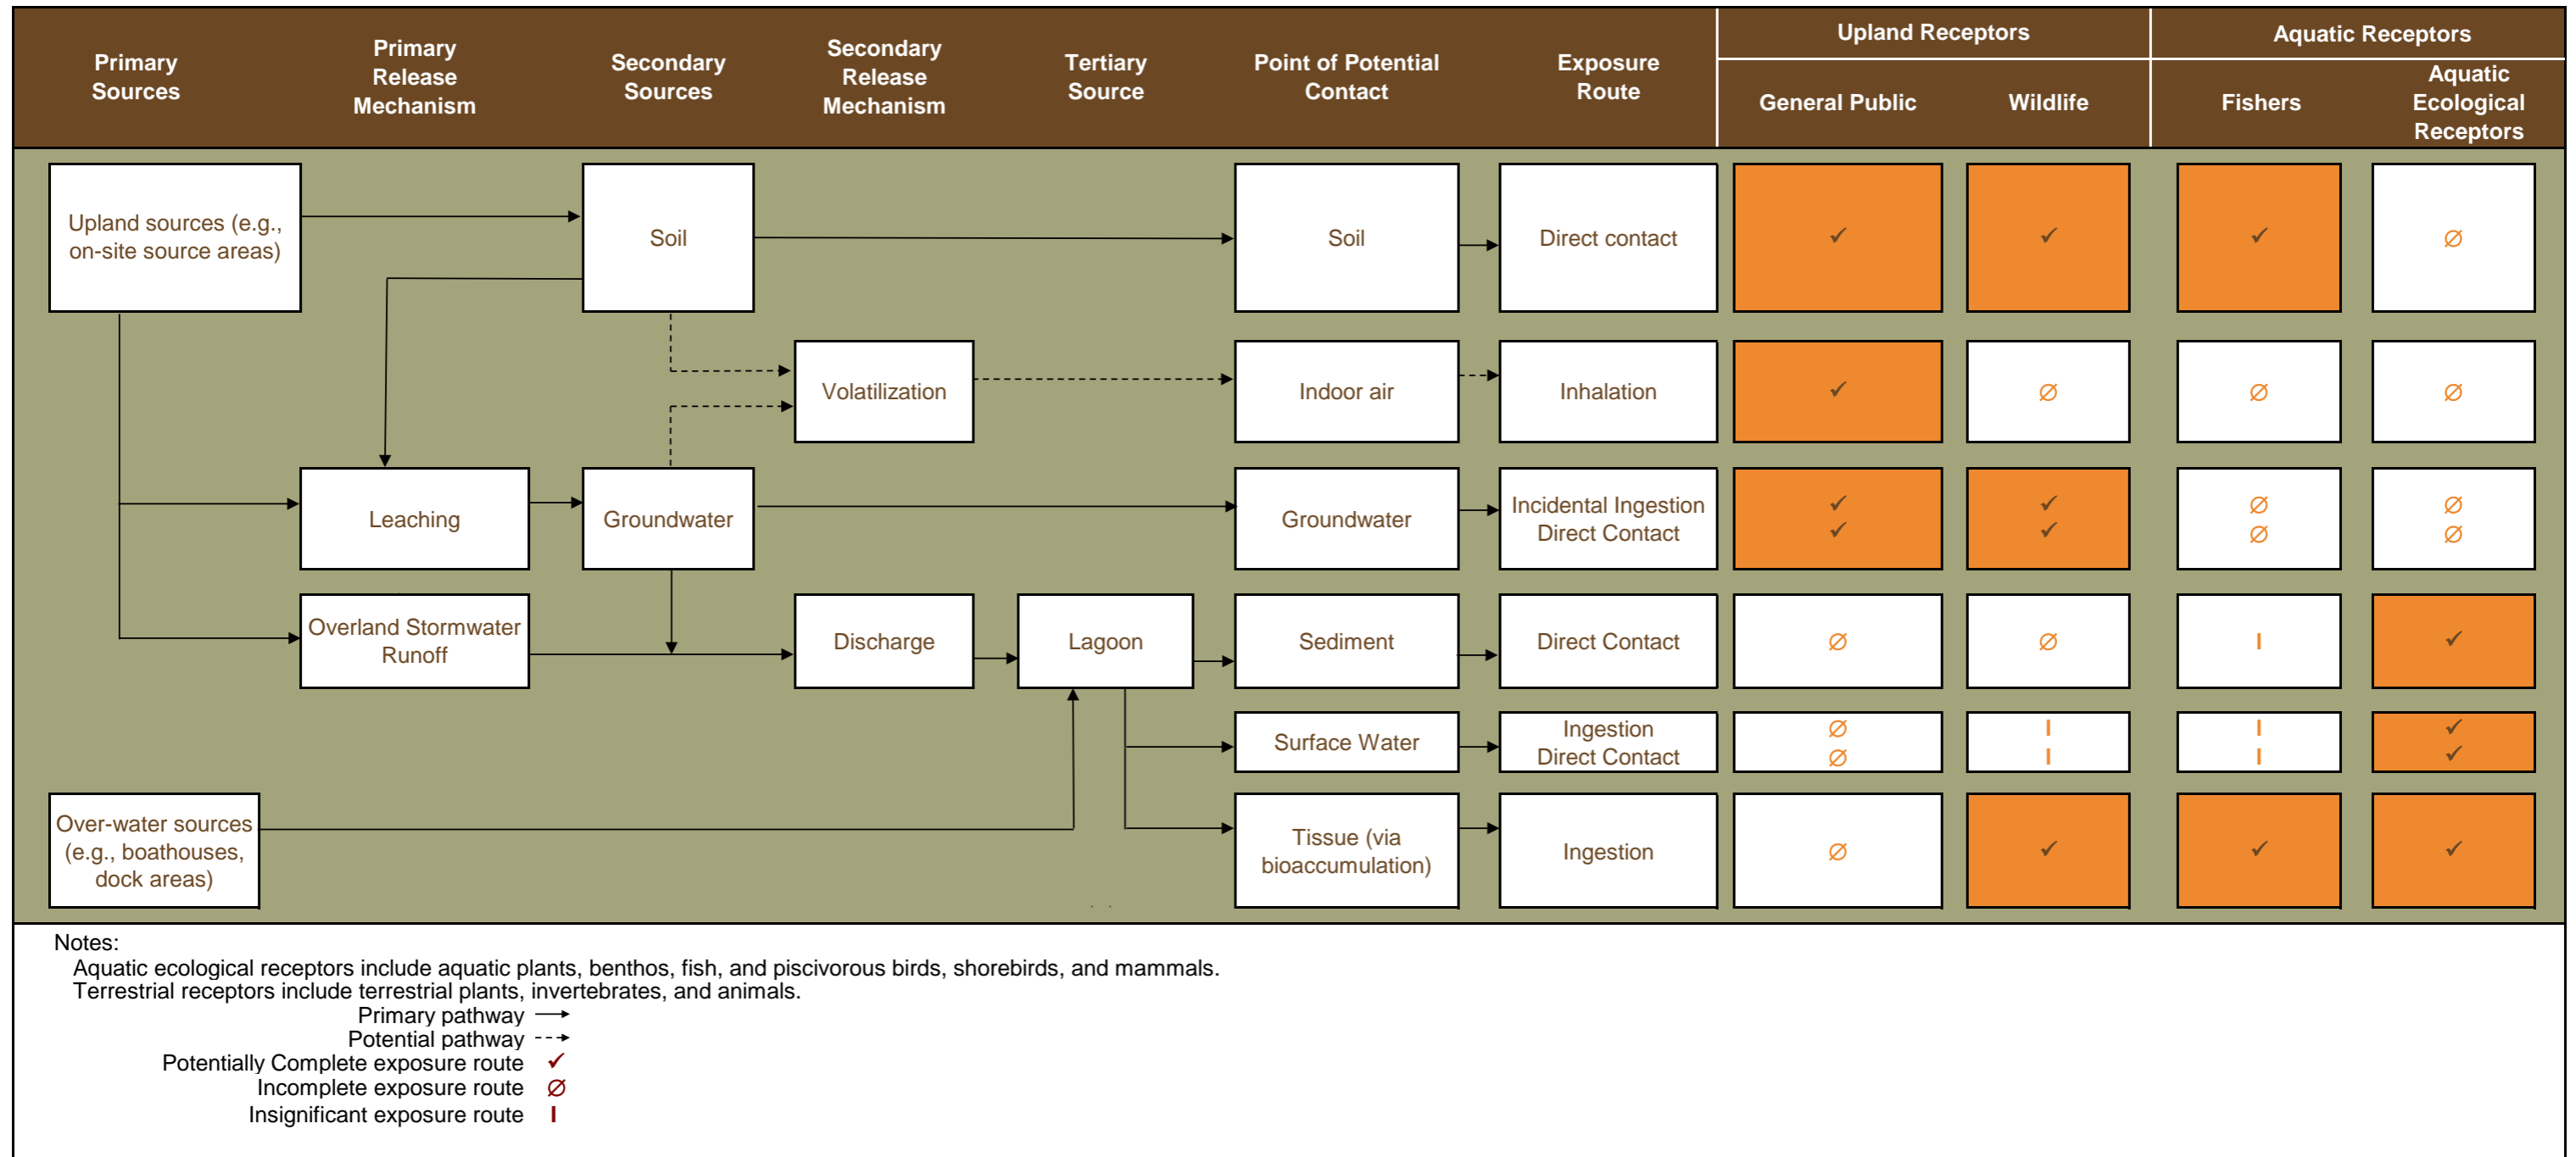 Primary
Sources
Primary
Release
Mechanism
Secondary
Sources
Secondary
Release
Mechanism
Tertiary
Source
Point of Potential
Contact
Exposure
Route
Upland Receptors
General Public
Wildlife
Aquatic Receptors
Fishers
Aquatic
Ecological
Receptors
Upland sources (e.g.,
on-site source areas)
Soil
Soil
Direct contact
✓
✓
✓
∅
Volatilization
Indoor air
Inhalation
✓
∅
∅
∅
Leaching
Groundwater
Groundwater
Incidental Ingestion
Direct Contact
✓
✓
✓
✓
∅
∅
∅
∅
Overland Stormwater
Runoff
Discharge
Lagoon
Sediment
Direct Contact
∅
∅
I
✓
Surface Water
Ingestion
Direct Contact
∅
∅
I
I
I
I
✓
✓
Over-water sources
(e.g., boathouses,
dock areas)
Tissue (via
bioaccumulation)
Ingestion
∅
✓
✓
✓
Notes:
Aquatic ecological receptors include aquatic plants, benthos, fish, and piscivorous birds, shorebirds, and mammals.
Terrestrial receptors include terrestrial plants, invertebrates, and animals.
Primary pathway
Potential pathway
Potentially Complete exposure route ✓
Incomplete exposure route ∅
Insignificant exposure route I